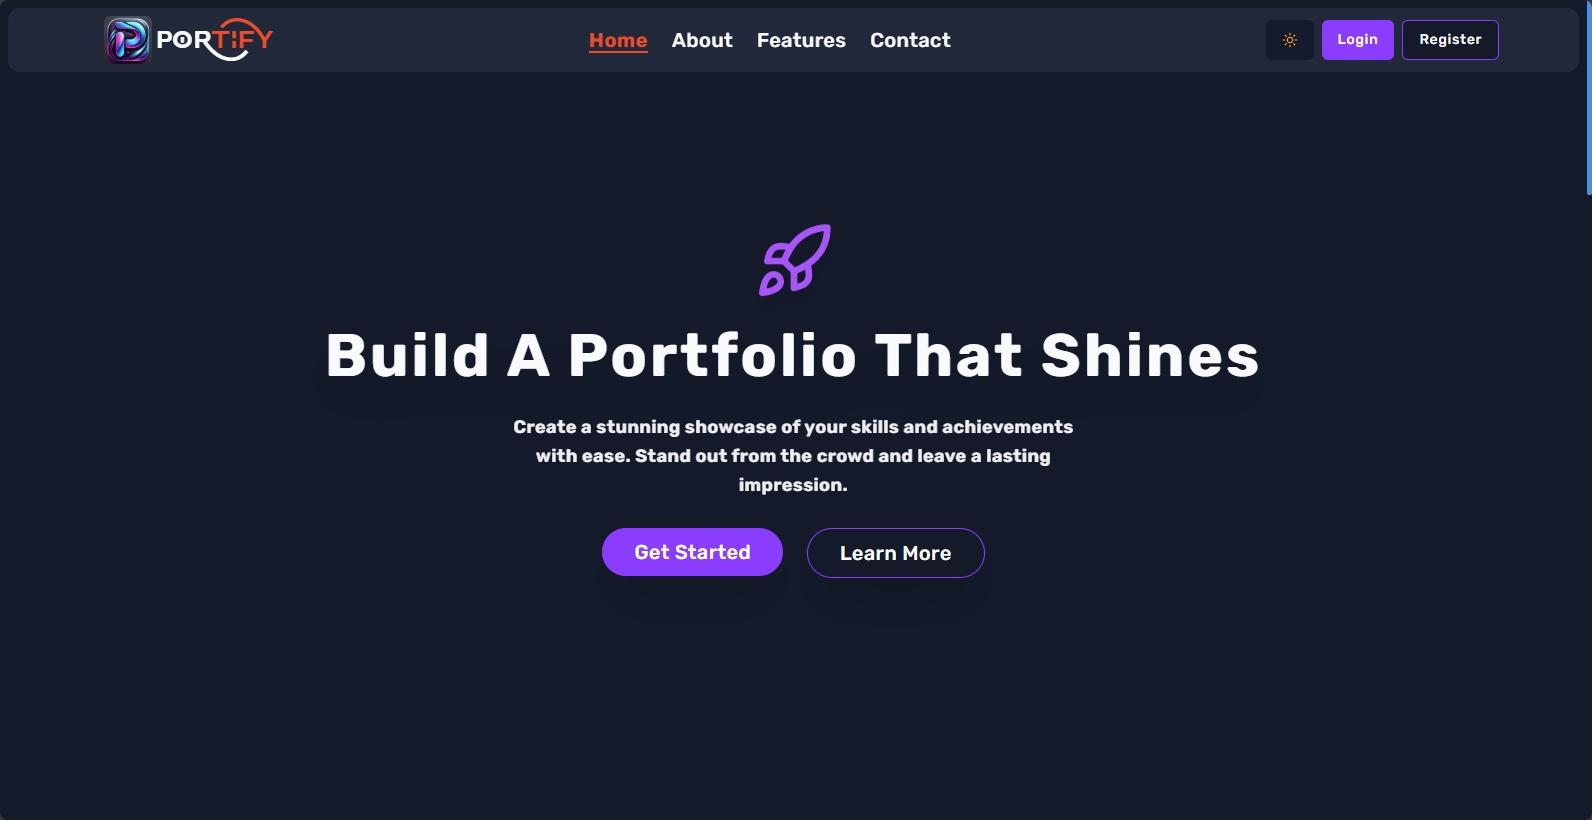 PORTIFY
Home About Features Contact
Login Register
Build A Portfolio That Shines
Create a stunning showcase of your skills and achievements
with ease. Stand out from the crowd and leave a lasting
impression.
Get Started Learn More